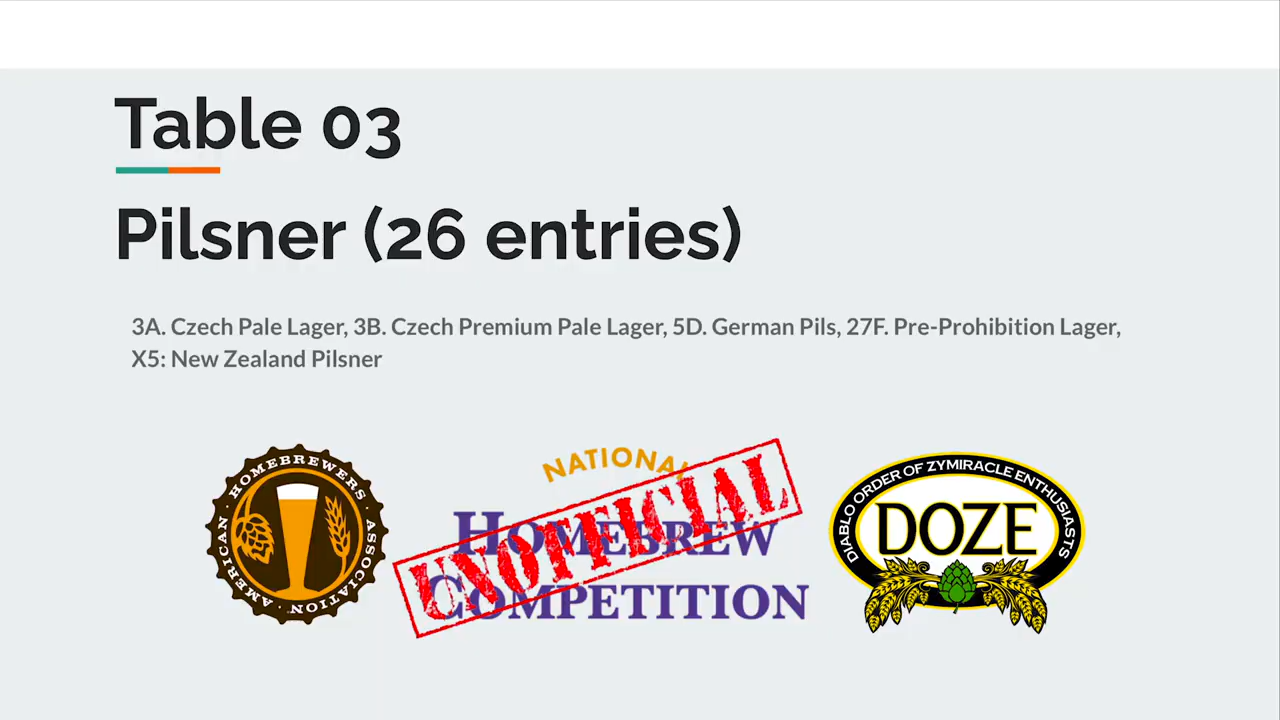 Table 03
Pilsner (26 entries)
3A. Czech Pale Lager, 3B. Czech Premium Pale Lager, 5D. German Pils, 27F. Pre-Prohibition Lager,
X5: New Zealand Pilsner
AMERICAN · HOMEBREWERS · ASSOCIATION ·
NATIONAL
HOMEBREW
COMPETITION
UNOFFICIAL
DIABLO ORDER OF ZYMIRACLE ENTHUSIASTS
DOZE